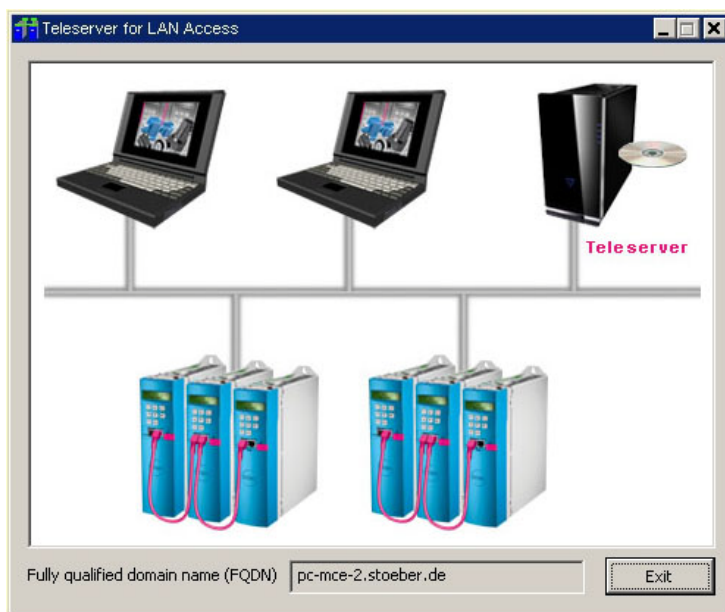 Teleserver for LAN Access
Teleserver
Fully qualified domain name (FQDN) pc-mce-2.stoeber.de Exit